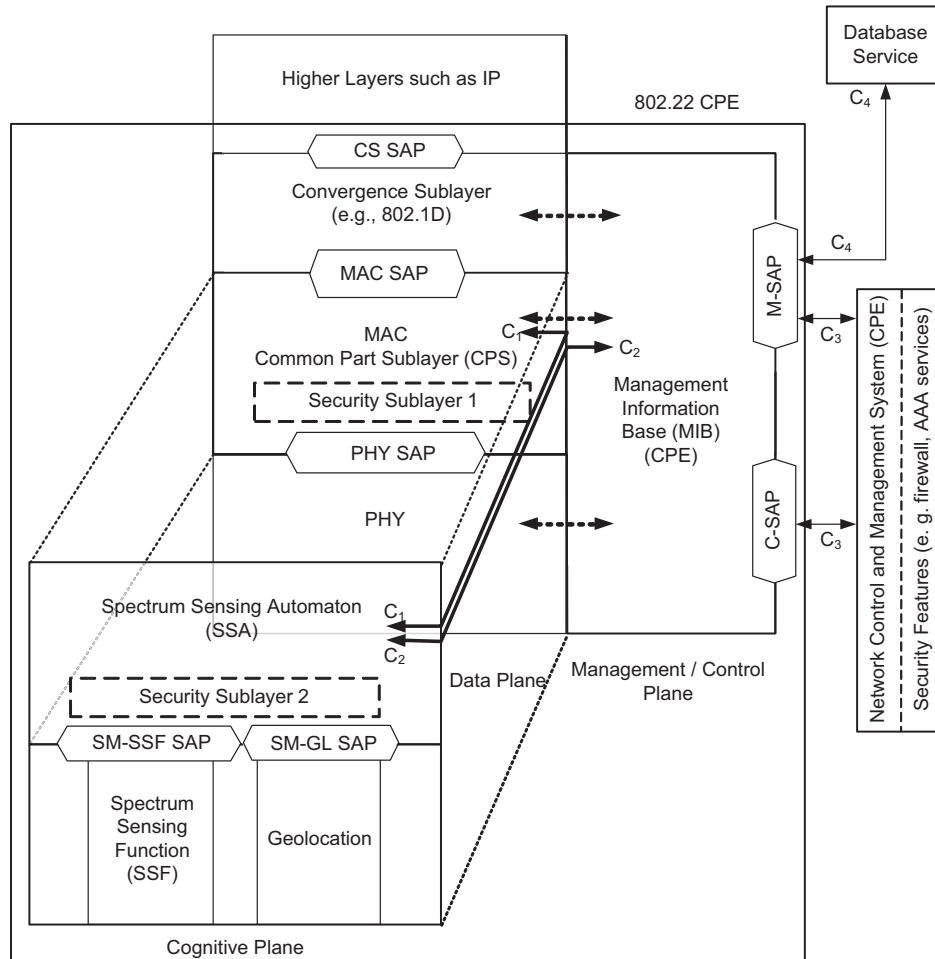 Database
Service
Higher Layers such as IP
C4
802.22 CPE
CS SAP
Convergence Sublayer
(e.g., 802.1D)
C4
MAC SAP
M-SAP
MAC
Common Part Sublayer (CPS)
C1
C2
C3
Security Sublayer 1
Management
Information
Base (MIB)
(CPE)
PHY SAP
C-SAP
PHY
C3
Network Control and Management System (CPE)
Security Features (e. g. firewall, AAA services)
Spectrum Sensing Automaton
(SSA)
C1
C2
Data Plane
Management / Control
Plane
Security Sublayer 2
SM-SSF SAP
SM-GL SAP
Spectrum
Sensing
Function
(SSF)
Geolocation
Cognitive Plane